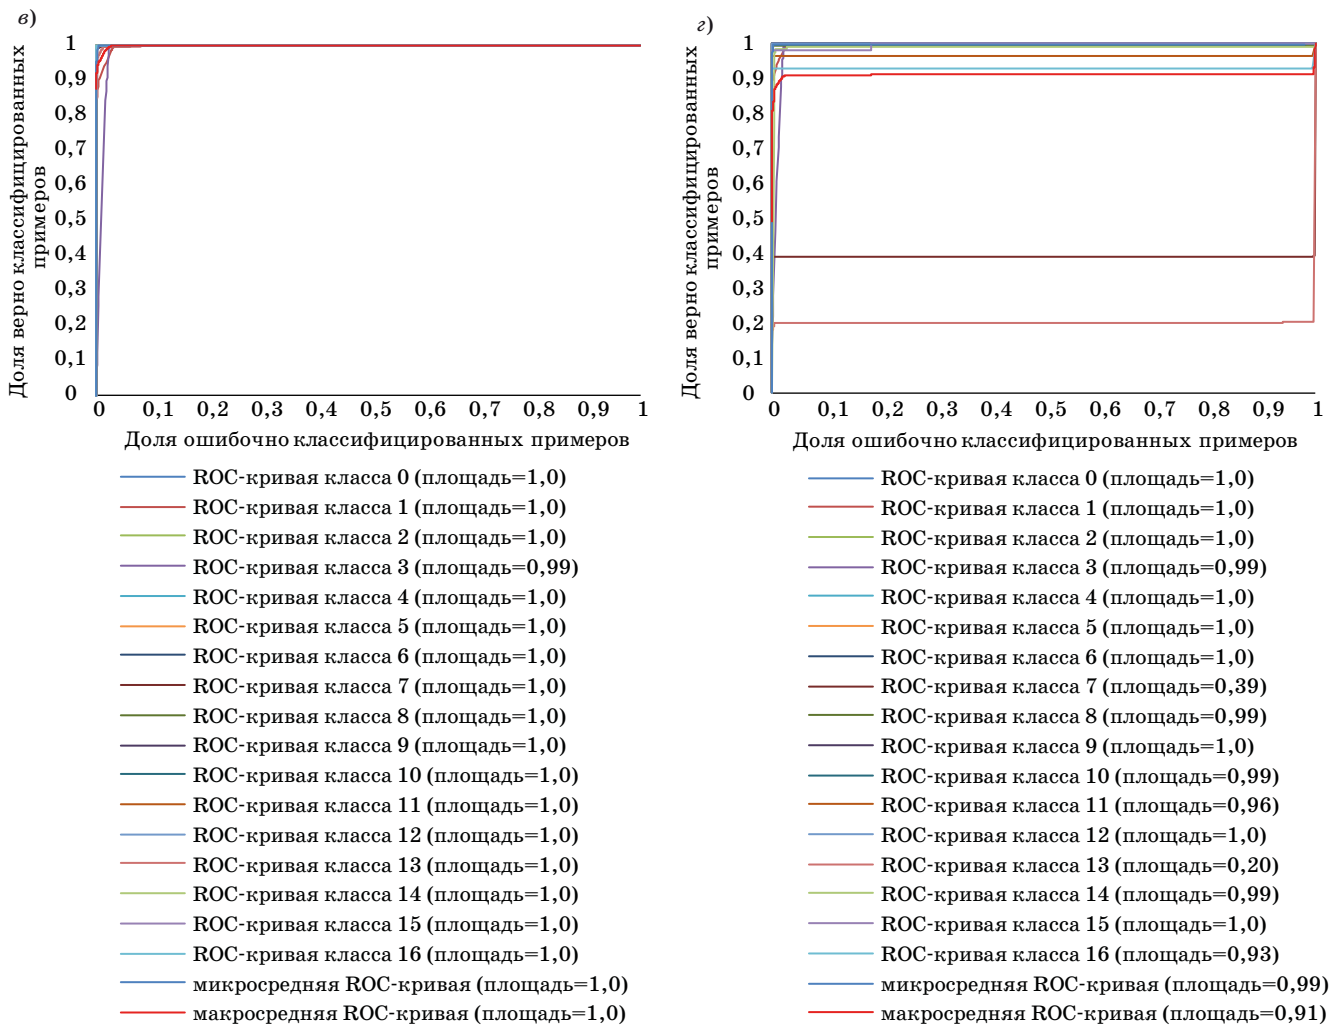 в)
Доля верно классифицированных
примеров
1
0,9
0,8
0,7
0,6
0,5
0,4
0,3
0,2
0,1
0
0 0,1 0,2 0,3 0,4 0,5 0,6 0,7 0,8 0,9 1
Доля ошибочно классифицированных примеров
ROC-кривая класса 0 (площадь=1,0)
ROC-кривая класса 1 (площадь=1,0)
ROC-кривая класса 2 (площадь=1,0)
ROC-кривая класса 3 (площадь=0,99)
ROC-кривая класса 4 (площадь=1,0)
ROC-кривая класса 5 (площадь=1,0)
ROC-кривая класса 6 (площадь=1,0)
ROC-кривая класса 7 (площадь=1,0)
ROC-кривая класса 8 (площадь=1,0)
ROC-кривая класса 9 (площадь=1,0)
ROC-кривая класса 10 (площадь=1,0)
ROC-кривая класса 11 (площадь=1,0)
ROC-кривая класса 12 (площадь=1,0)
ROC-кривая класса 13 (площадь=1,0)
ROC-кривая класса 14 (площадь=1,0)
ROC-кривая класса 15 (площадь=1,0)
ROC-кривая класса 16 (площадь=1,0)
микросредняя ROC-кривая (площадь=1,0)
макросредняя ROC-кривая (площадь=1,0)
г)
Доля верно классифицированных
примеров
1
0,9
0,8
0,7
0,6
0,5
0,4
0,3
0,2
0,1
0
0 0,1 0,2 0,3 0,4 0,5 0,6 0,7 0,8 0,9 1
Доля ошибочно классифицированных примеров
ROC-кривая класса 0 (площадь=1,0)
ROC-кривая класса 1 (площадь=1,0)
ROC-кривая класса 2 (площадь=1,0)
ROC-кривая класса 3 (площадь=0,99)
ROC-кривая класса 4 (площадь=1,0)
ROC-кривая класса 5 (площадь=1,0)
ROC-кривая класса 6 (площадь=1,0)
ROC-кривая класса 7 (площадь=0,39)
ROC-кривая класса 8 (площадь=0,99)
ROC-кривая класса 9 (площадь=1,0)
ROC-кривая класса 10 (площадь=0,99)
ROC-кривая класса 11 (площадь=0,96)
ROC-кривая класса 12 (площадь=1,0)
ROC-кривая класса 13 (площадь=0,20)
ROC-кривая класса 14 (площадь=0,99)
ROC-кривая класса 15 (площадь=1,0)
ROC-кривая класса 16 (площадь=0,93)
микросредняя ROC-кривая (площадь=0,99)
макросредняя ROC-кривая (площадь=0,91)